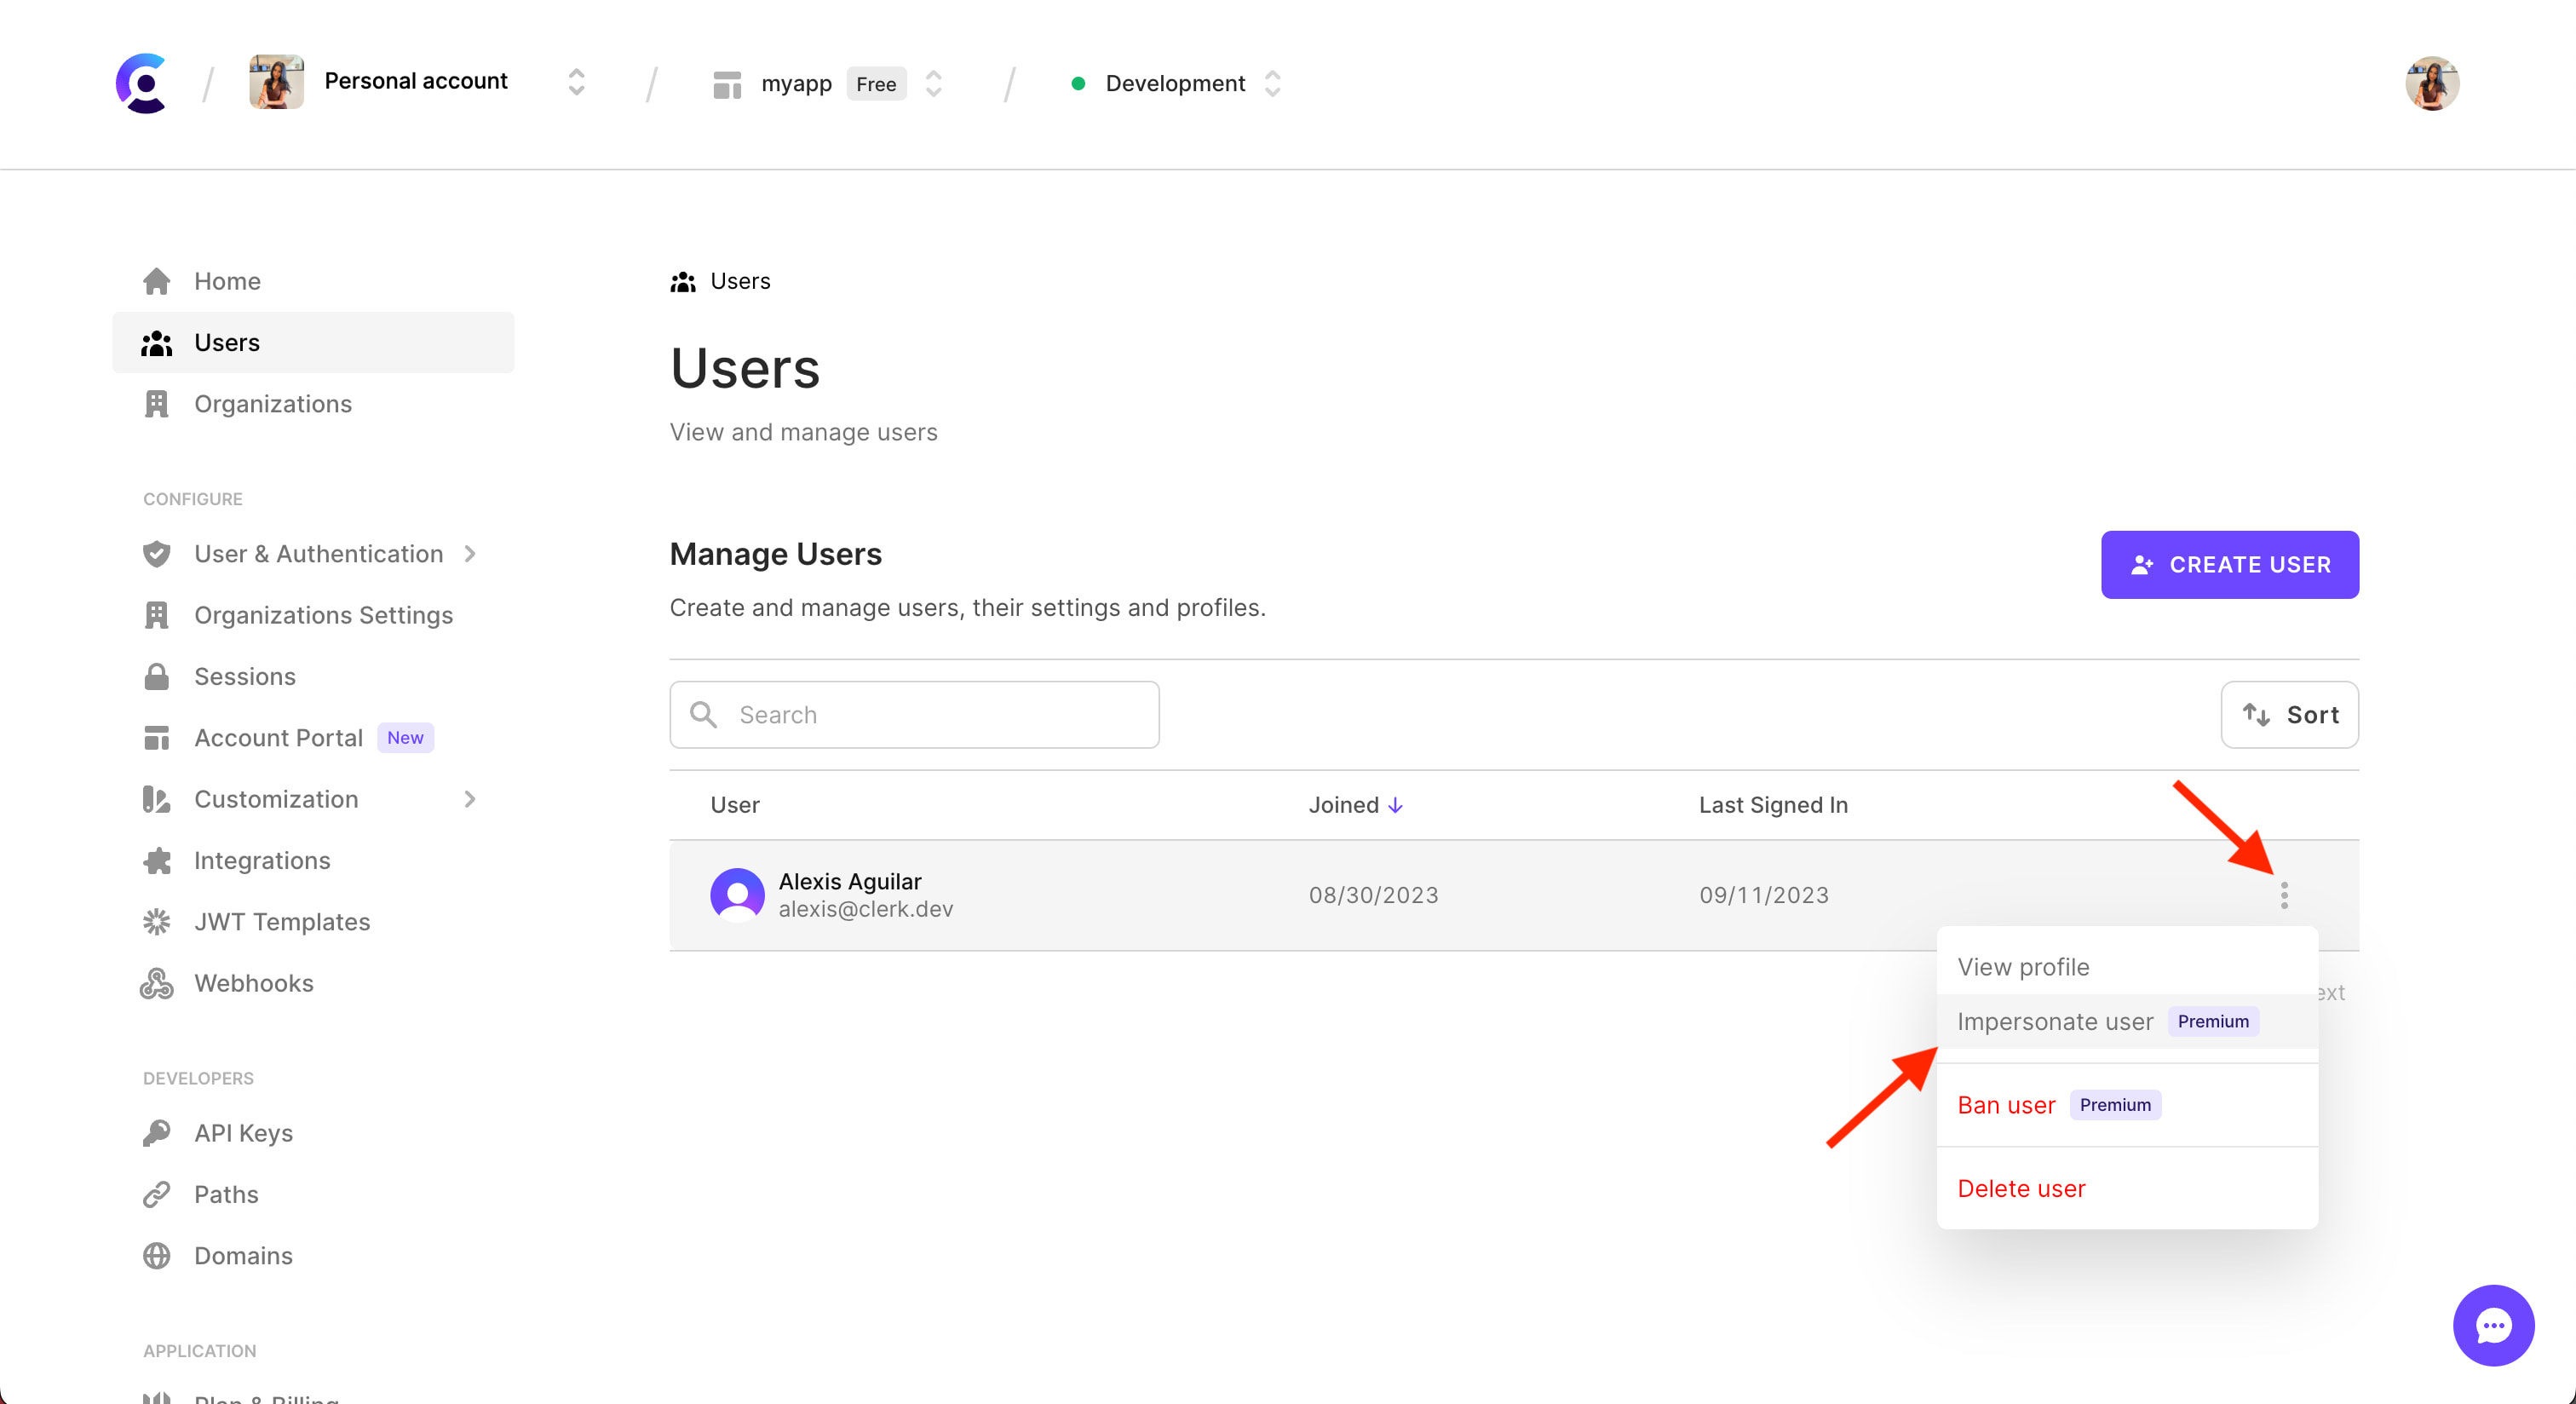 Personal account
myapp Free
Development
Home
Users
Organizations
CONFIGURE
User & Authentication
Organizations Settings
Sessions
Account Portal New
Customization
Integrations
JWT Templates
Webhooks
DEVELOPERS
API Keys
Paths
Domains
APPLICATION
Plan & Billing
Users
Users
View and manage users
Manage Users
Create and manage users, their settings and profiles.
CREATE USER
Search
Sort
User Joined Last Signed In
Alexis Aguilar
alexis@clerk.dev
08/30/2023 09/11/2023
View profile
Impersonate user Premium
Ban user Premium
Delete user